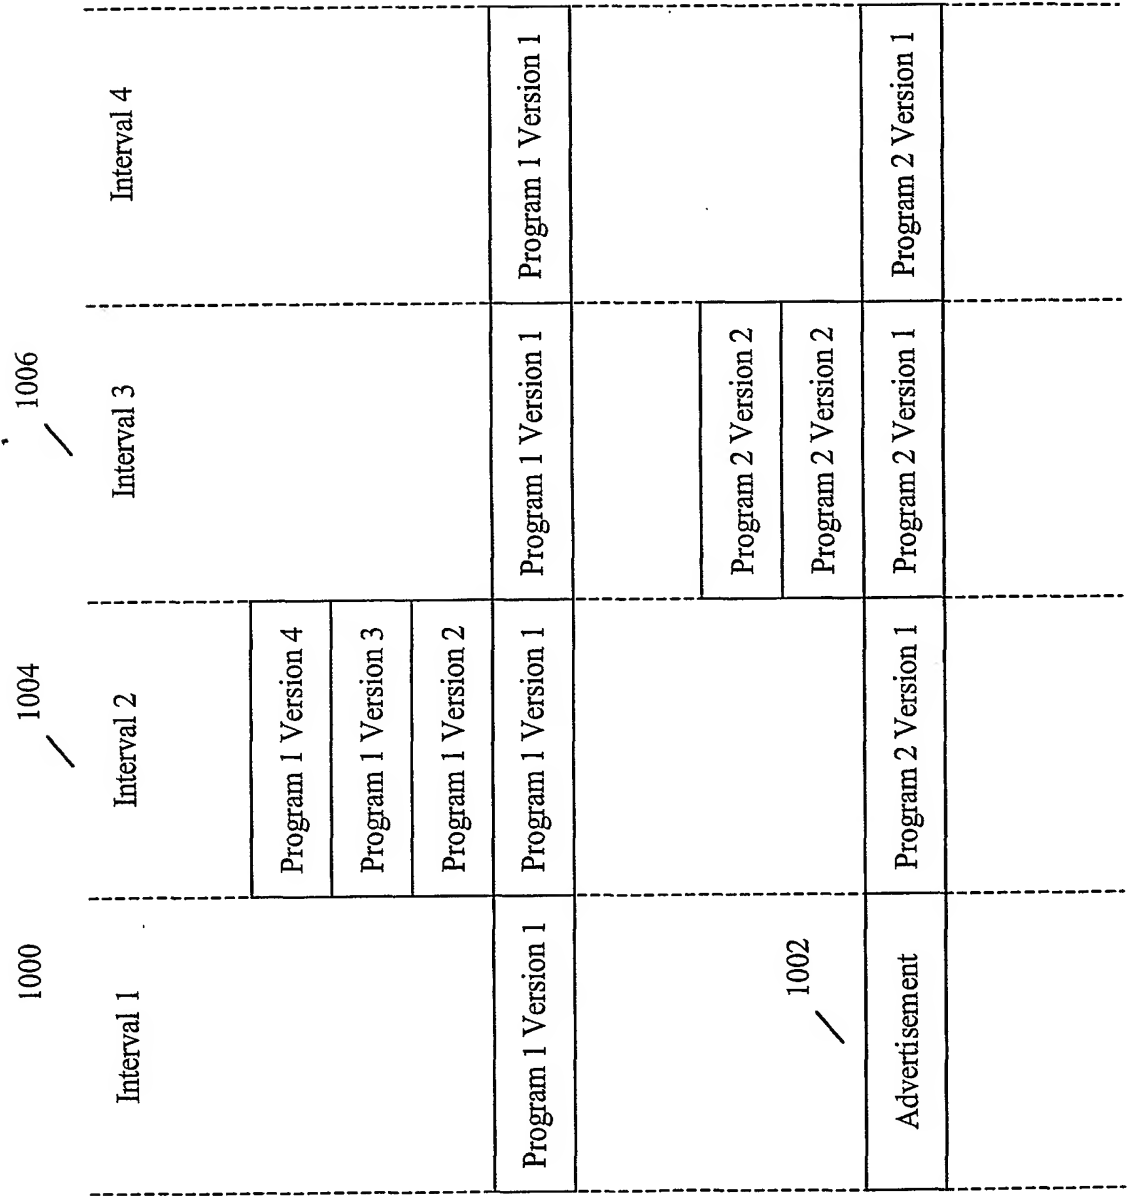 1000
1004
1006
Interval 1
Interval 2
Interval 3
Interval 4
Program 1 Version 4
Program 1 Version 3
Program 1 Version 2
Program 1 Version 1
Program 1 Version 1
Program 1 Version 1
Program 1 Version 1
Program 2 Version 2
1002
Program 2 Version 2
Advertisement
Program 2 Version 1
Program 2 Version 1
Program 2 Version 1